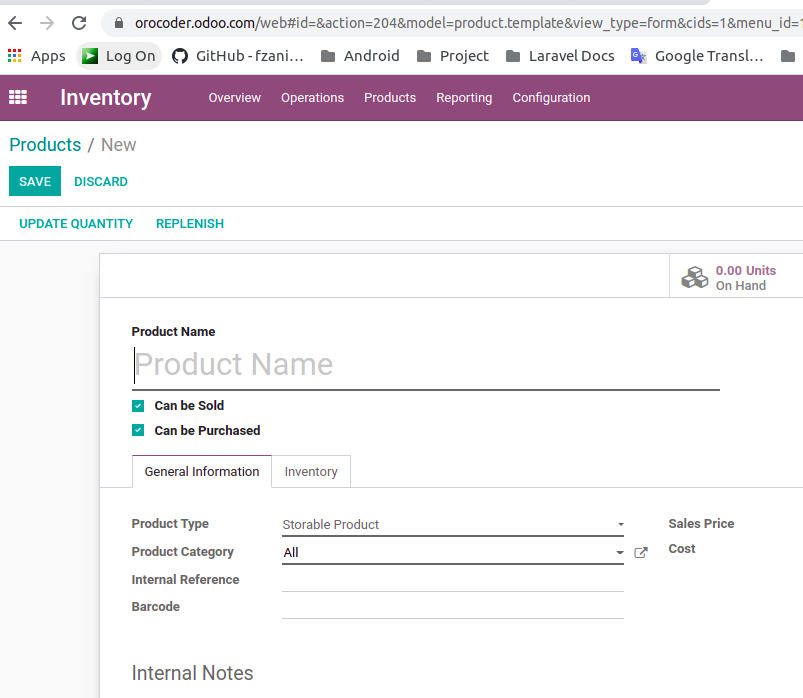 orocoder.odoo.com/web#id=&action=204&model=product.template&view_type=form&cids=1&menu_id=1
Apps Log On GitHub - fzani... Android Project Laravel Docs Google Transl...
Inventory Overview Operations Products Reporting Configuration
Products / New
SAVE DISCARD
UPDATE QUANTITY REPLENISH
0.00 Units
On Hand
Product Name
Product Name
Can be Sold
Can be Purchased
General Information Inventory
Product Type Storable Product Sales Price
Product Category All Cost
Internal Reference
Barcode
Internal Notes